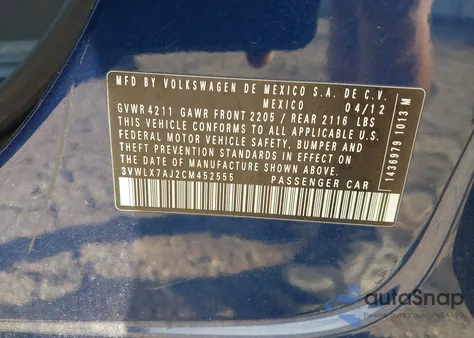 MFD BY VOLKSWAGEN DE MEXICO S.A. DE C.V.
MEXICO 04/12
GVWR 4211 GAWR FRONT 2205 / REAR 2116 LBS
THIS VEHICLE CONFORMS TO ALL APPLICABLE U.S.
FEDERAL MOTOR VEHICLE SAFETY, BUMPER AND
THEFT PREVENTION STANDARDS IN EFFECT ON
THE DATE OF MANUFACTURE SHOWN ABOVE.
3VWLX7AJ2CM452555 PASSENGER CAR
1436979 1013 M
autoSnap